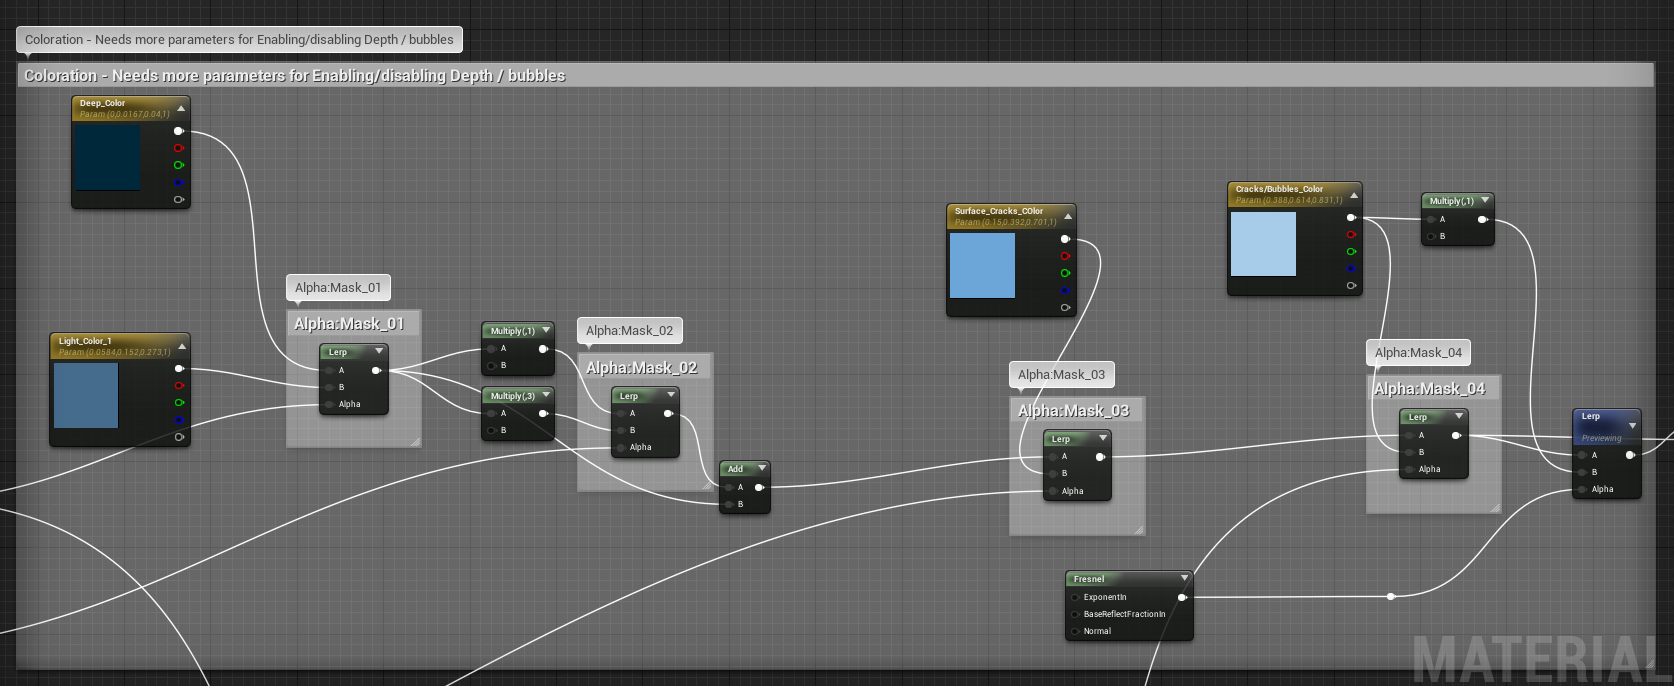 Coloration - Needs more parameters for Enabling/disabling Depth / bubbles
Coloration - Needs more parameters for Enabling/disabling Depth / bubbles
Deep_Color
Param (0,0.0167,0.04,1)
Light_Color_1
Param (0.0584,0.152,0.273,1)
Alpha:Mask_01
Alpha:Mask_01
Lerp
A
B
Alpha
Multiply(,1)
A
B
Multiply(,3)
A
B
Alpha:Mask_02
Alpha:Mask_02
Lerp
A
B
Alpha
Add
A
B
Surface_Cracks_COlor
Param (0.15,0.392,0.701,1)
Alpha:Mask_03
Alpha:Mask_03
Lerp
A
B
Alpha
Cracks/Bubbles_Color
Param (0.388,0.614,0.831,1)
Multiply(,1)
A
B
Alpha:Mask_04
Alpha:Mask_04
Lerp
A
B
Alpha
Lerp
Previewing
A
B
Alpha
Fresnel
ExponentIn
BaseReflectFractionIn
Normal
MATERIAL